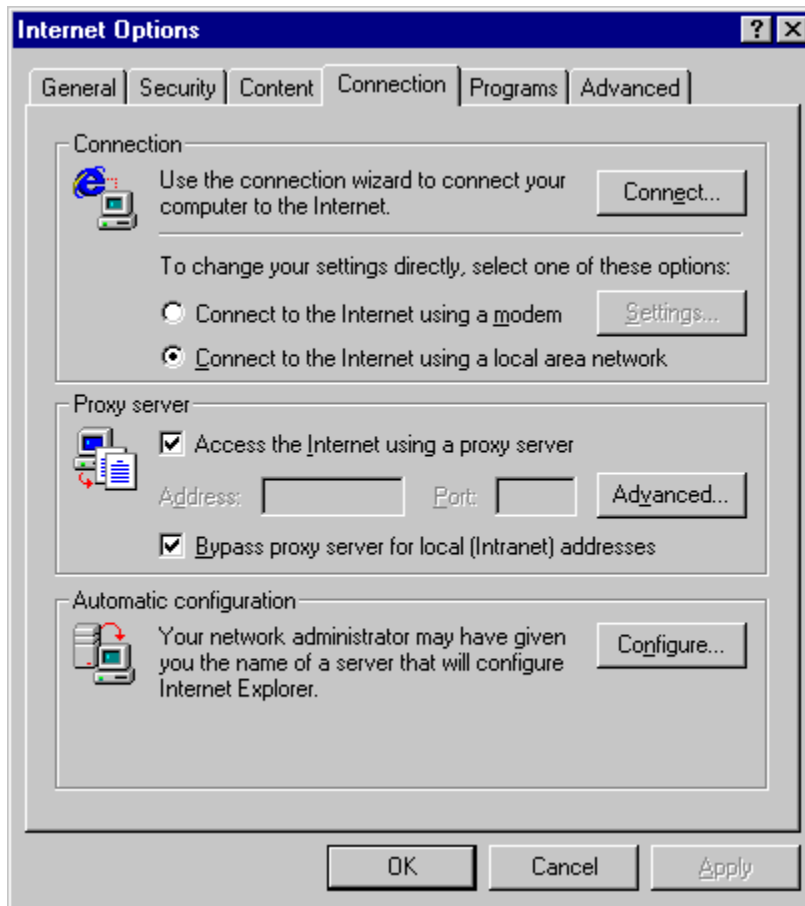 Internet Options
General Security Content Connection Programs Advanced
Connection
Use the connection wizard to connect your
computer to the Internet.
Connect...
To change your settings directly, select one of these options:
Connect to the Internet using a modem
Settings...
Connect to the Internet using a local area network
Proxy server
Access the Internet using a proxy server
Address: Port: Advanced...
Bypass proxy server for local (Intranet) addresses
Automatic configuration
Your network administrator may have given
you the name of a server that will configure
Internet Explorer.
Configure...
OK Cancel Apply